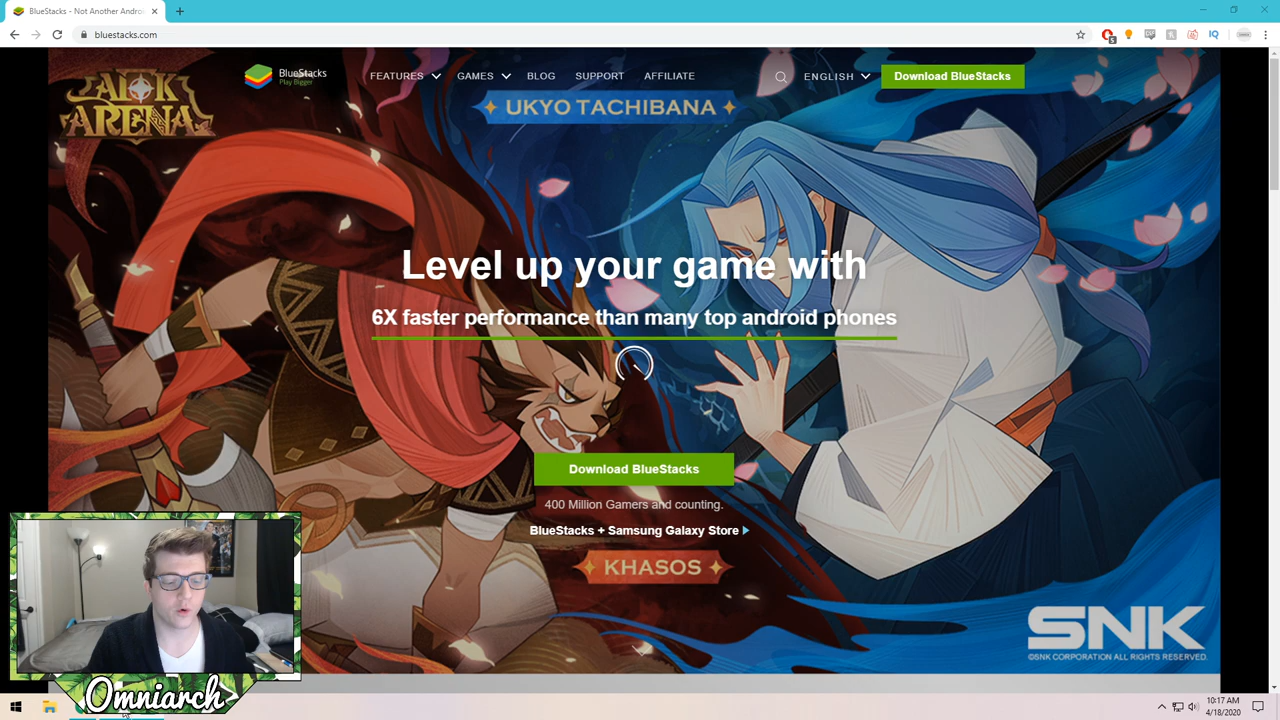 BlueStacks - Not Another Andro
bluestacks.com
5
IQ
AFK
ARENA
BlueStacks
Play Bigger
FEATURES
GAMES
BLOG
SUPPORT
AFFILIATE
ENGLISH
Download BlueStacks
UKYO TACHIBANA
Level up your game with
6X faster performance than many top android phones
Download BlueStacks
400 Million Gamers and counting.
BlueStacks + Samsung Galaxy Store
KHASOS
SNK
©SNK CORPORATION ALL RIGHTS RESERVED.
Omniarch
10:17 AM
4/18/2020